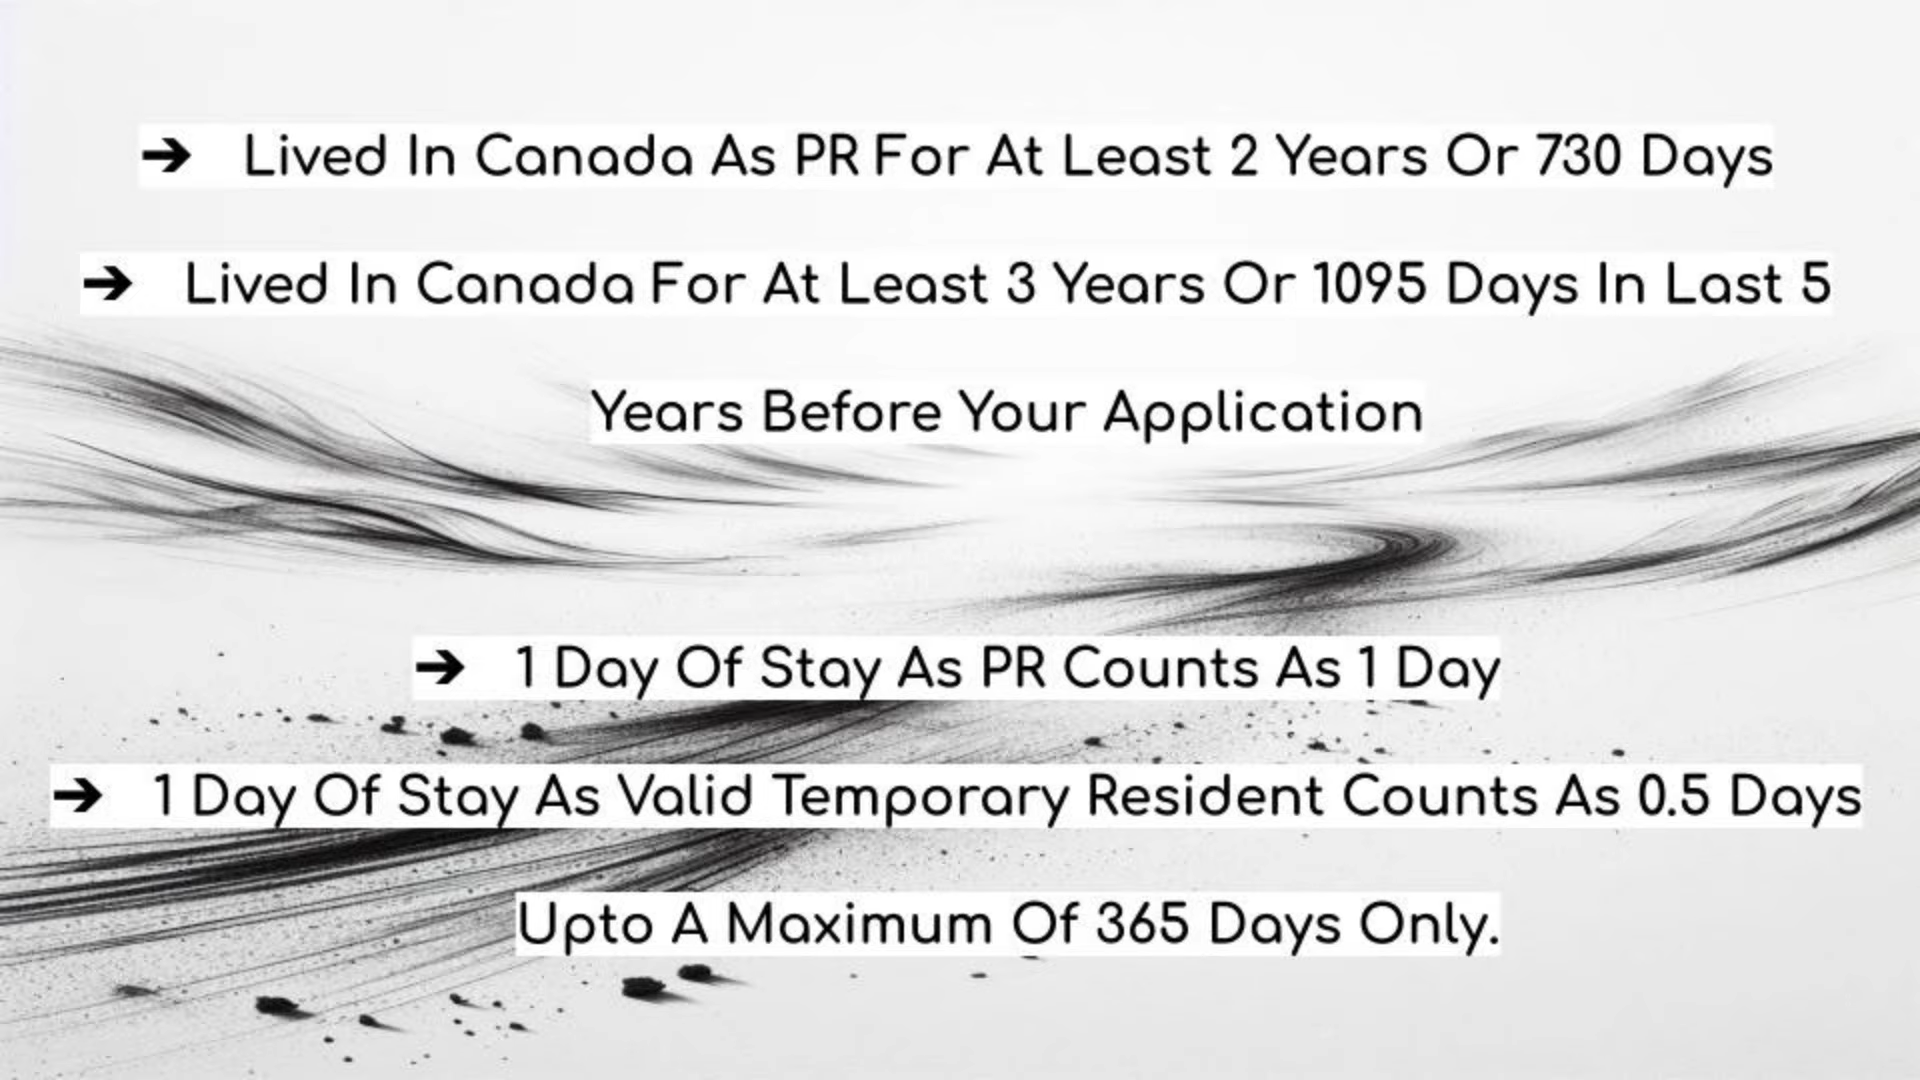 ➔ Lived In Canada As PR For At Least 2 Years Or 730 Days
➔ Lived In Canada For At Least 3 Years Or 1095 Days In Last 5
Years Before Your Application
➔ 1 Day Of Stay As PR Counts As 1 Day
➔ 1 Day Of Stay As Valid Temporary Resident Counts As 0.5 Days
Upto A Maximum Of 365 Days Only.